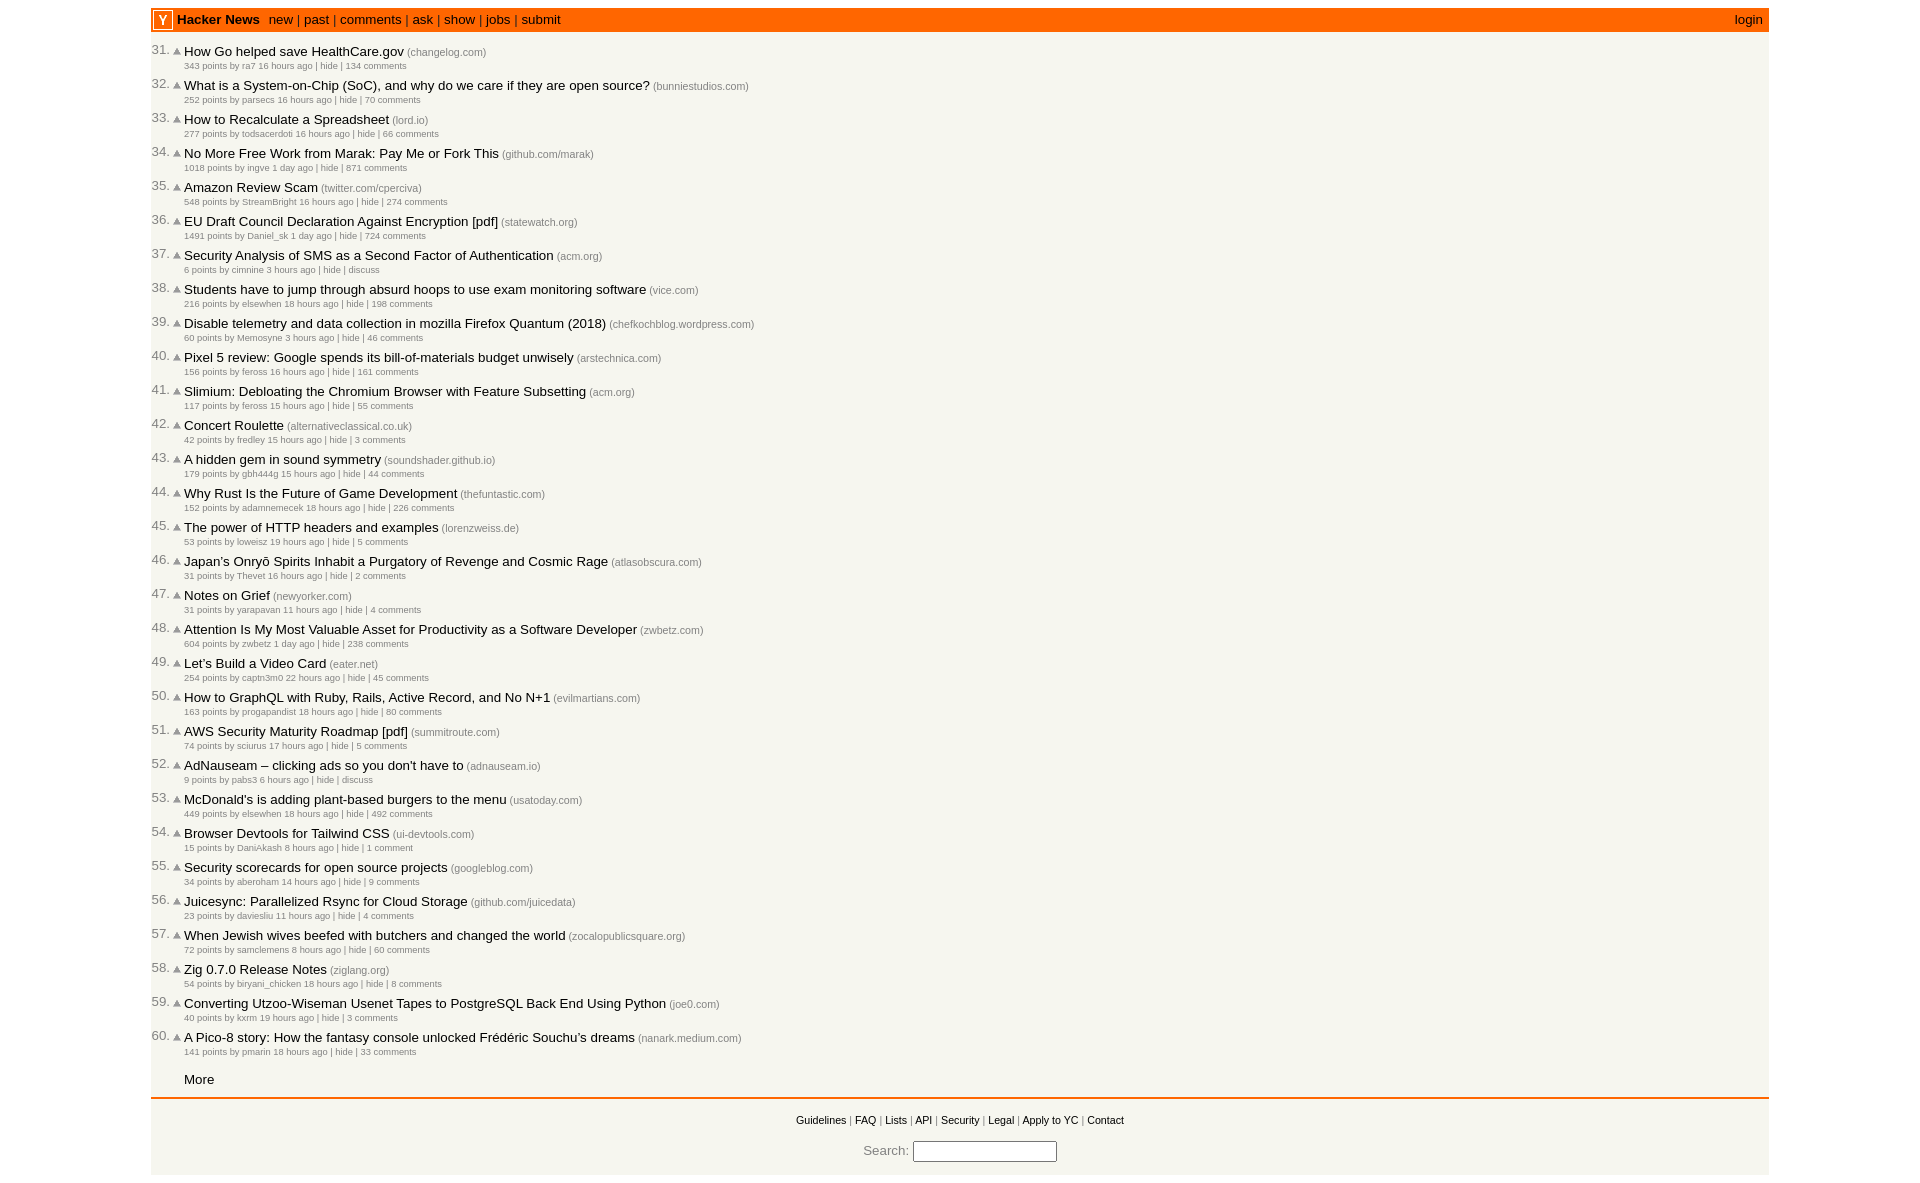 Y Hacker News new | past | comments | ask | show | jobs | submit login
31. How Go helped save HealthCare.gov (changelog.com)
343 points by ra7 16 hours ago | hide | 134 comments
32. What is a System-on-Chip (SoC), and why do we care if they are open source? (bunniestudios.com)
252 points by parsecs 16 hours ago | hide | 70 comments
33. How to Recalculate a Spreadsheet (lord.io)
277 points by todsacerdoti 16 hours ago | hide | 66 comments
34. No More Free Work from Marak: Pay Me or Fork This (github.com/marak)
1018 points by ingve 1 day ago | hide | 871 comments
35. Amazon Review Scam (twitter.com/cperciva)
548 points by StreamBright 16 hours ago | hide | 274 comments
36. EU Draft Council Declaration Against Encryption [pdf] (statewatch.org)
1491 points by Daniel_sk 1 day ago | hide | 724 comments
37. Security Analysis of SMS as a Second Factor of Authentication (acm.org)
6 points by cimnine 3 hours ago | hide | discuss
38. Students have to jump through absurd hoops to use exam monitoring software (vice.com)
216 points by elsewhen 18 hours ago | hide | 198 comments
39. Disable telemetry and data collection in mozilla Firefox Quantum (2018) (chefkochblog.wordpress.com)
60 points by Memosyne 3 hours ago | hide | 46 comments
40. Pixel 5 review: Google spends its bill-of-materials budget unwisely (arstechnica.com)
156 points by feross 16 hours ago | hide | 161 comments
41. Slimium: Debloating the Chromium Browser with Feature Subsetting (acm.org)
117 points by feross 15 hours ago | hide | 55 comments
42. Concert Roulette (alternativeclassical.co.uk)
42 points by fredley 15 hours ago | hide | 3 comments
43. A hidden gem in sound symmetry (soundshader.github.io)
179 points by gbh444g 15 hours ago | hide | 44 comments
44. Why Rust Is the Future of Game Development (thefuntastic.com)
152 points by adamnemecek 18 hours ago | hide | 226 comments
45. The power of HTTP headers and examples (lorenzweiss.de)
53 points by loweisz 19 hours ago | hide | 5 comments
46. Japan’s Onryō Spirits Inhabit a Purgatory of Revenge and Cosmic Rage (atlasobscura.com)
31 points by Thevet 16 hours ago | hide | 2 comments
47. Notes on Grief (newyorker.com)
31 points by yarapavan 11 hours ago | hide | 4 comments
48. Attention Is My Most Valuable Asset for Productivity as a Software Developer (zwbetz.com)
604 points by zwbetz 1 day ago | hide | 238 comments
49. Let’s Build a Video Card (eater.net)
254 points by captn3m0 22 hours ago | hide | 45 comments
50. How to GraphQL with Ruby, Rails, Active Record, and No N+1 (evilmartians.com)
163 points by progapandist 18 hours ago | hide | 80 comments
51. AWS Security Maturity Roadmap [pdf] (summitroute.com)
74 points by sciurus 17 hours ago | hide | 5 comments
52. AdNauseam – clicking ads so you don't have to (adnauseam.io)
9 points by pabs3 6 hours ago | hide | discuss
53. McDonald's is adding plant-based burgers to the menu (usatoday.com)
449 points by elsewhen 18 hours ago | hide | 492 comments
54. Browser Devtools for Tailwind CSS (ui-devtools.com)
15 points by DaniAkash 8 hours ago | hide | 1 comment
55. Security scorecards for open source projects (googleblog.com)
34 points by aberoham 14 hours ago | hide | 9 comments
56. Juicesync: Parallelized Rsync for Cloud Storage (github.com/juicedata)
23 points by daviesliu 11 hours ago | hide | 4 comments
57. When Jewish wives beefed with butchers and changed the world (zocalopublicsquare.org)
72 points by samclemens 8 hours ago | hide | 60 comments
58. Zig 0.7.0 Release Notes (ziglang.org)
54 points by biryani_chicken 18 hours ago | hide | 8 comments
59. Converting Utzoo-Wiseman Usenet Tapes to PostgreSQL Back End Using Python (joe0.com)
40 points by kxrm 19 hours ago | hide | 3 comments
60. A Pico-8 story: How the fantasy console unlocked Frédéric Souchu’s dreams (nanark.medium.com)
141 points by pmarin 18 hours ago | hide | 33 comments
More
Guidelines | FAQ | Lists | API | Security | Legal | Apply to YC | Contact
Search: